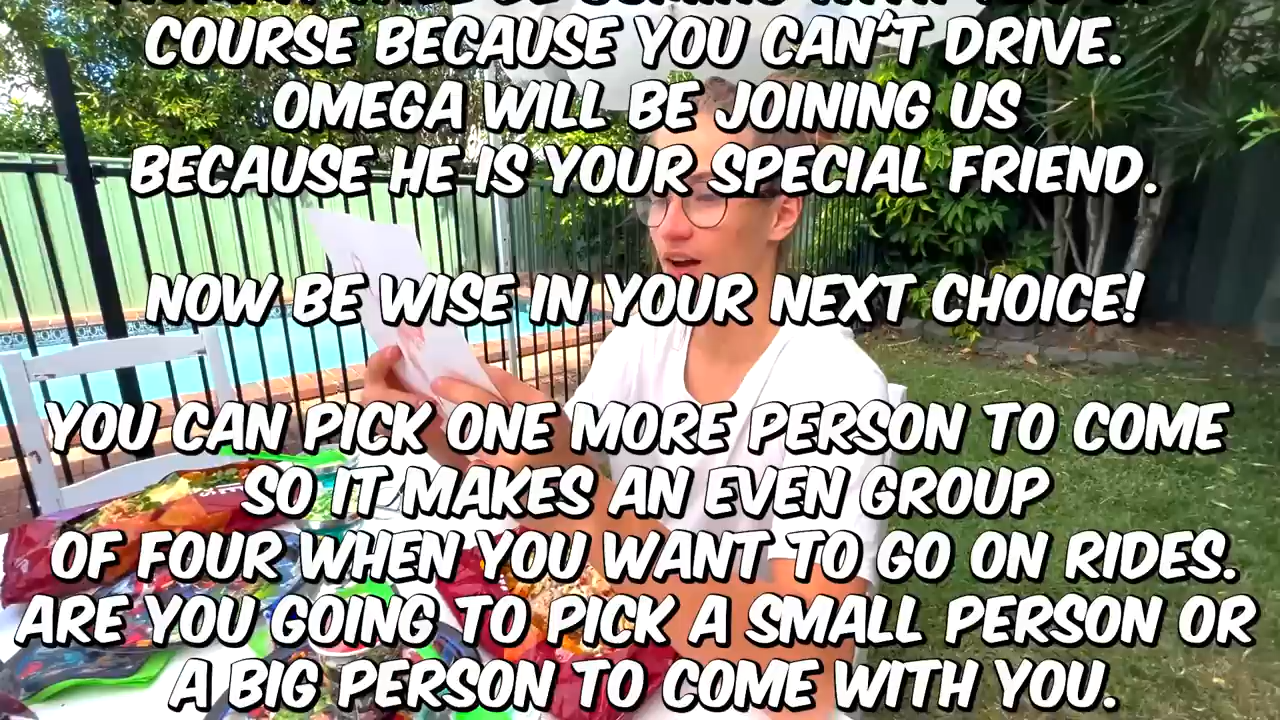 COURSE BECAUSE YOU CAN'T DRIVE.
OMEGA WILL BE JOINING US
BECAUSE HE IS YOUR SPECIAL FRIEND.
NOW BE WISE IN YOUR NEXT CHOICE!
YOU CAN PICK ONE MORE PERSON TO COME
SO IT MAKES AN EVEN GROUP
OF FOUR WHEN YOU WANT TO GO ON RIDES.
ARE YOU GOING TO PICK A SMALL PERSON OR
A BIG PERSON TO COME WITH YOU.